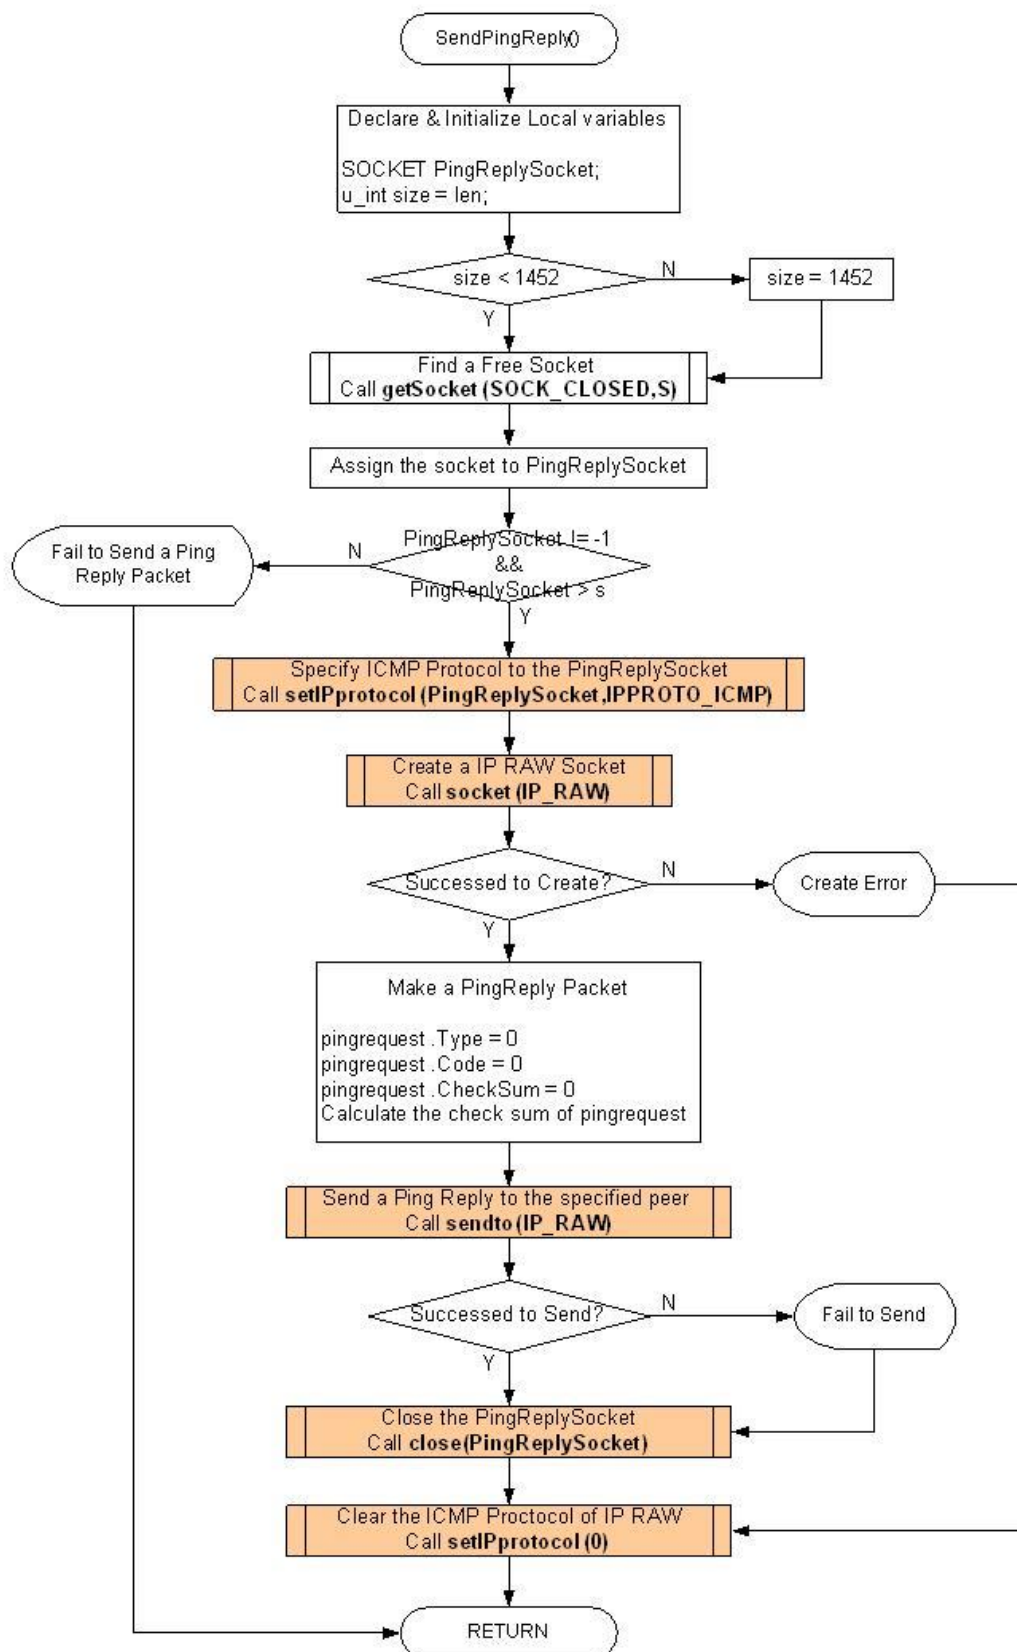 SendPingReply()
Declare & Initialize Local variables
SOCKET PingReplySocket;
u_int size = len;
size < 1452
N
size = 1452
Y
Find a Free Socket
Call getSocket (SOCK_CLOSED,S)
Assign the socket to PingReplySocket
PingReplySocket != -1
&&
PingReplySocket > s
N
Fail to Send a Ping
Reply Packet
Y
Specify ICMP Protocol to the PingReplySocket
Call setIPprotocol (PingReplySocket,IPPROTO_ICMP)
Create a IP RAW Socket
Call socket (IP_RAW)
Successed to Create?
N
Create Error
Y
Make a PingReply Packet
pingrequest .Type = 0
pingrequest .Code = 0
pingrequest .CheckSum = 0
Calculate the check sum of pingrequest
Send a Ping Reply to the specified peer
Call sendto (IP_RAW)
Successed to Send?
N
Fail to Send
Y
Close the PingReplySocket
Call close(PingReplySocket)
Clear the ICMP Proctocol of IP RAW
Call setIPprotocol (0)
RETURN